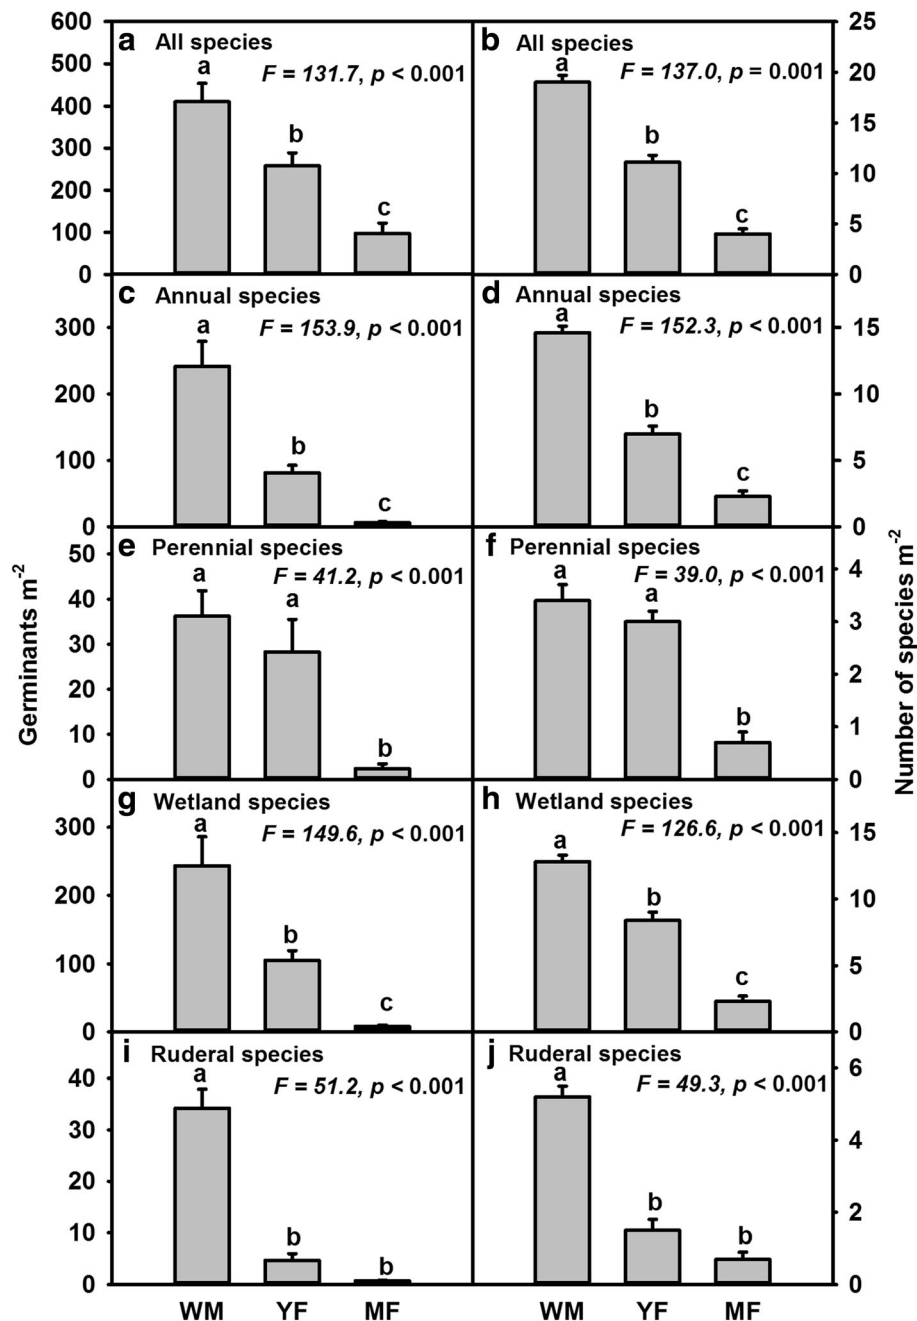 a All species
F = 131.7, p < 0.001
a
b
c
600
500
400
300
200
100
0
b All species
F = 137.0, p = 0.001
a
b
c
25
20
15
10
5
0
c Annual species
F = 153.9, p < 0.001
a
b
c
300
200
100
0
d Annual species
F = 152.3, p < 0.001
a
b
c
15
10
5
0
e Perennial species
F = 41.2, p < 0.001
a
a
b
50
40
30
20
10
0
f Perennial species
F = 39.0, p < 0.001
a
a
b
4
3
2
1
0
g Wetland species
F = 149.6, p < 0.001
a
b
c
300
200
100
0
h Wetland species
F = 126.6, p < 0.001
a
b
c
15
10
5
0
i Ruderal species
F = 51.2, p < 0.001
a
b
b
40
30
20
10
0
j Ruderal species
F = 49.3, p < 0.001
a
b
b
6
4
2
0
WM YF MF
WM YF MF
Germinants m⁻²
Number of species m⁻²